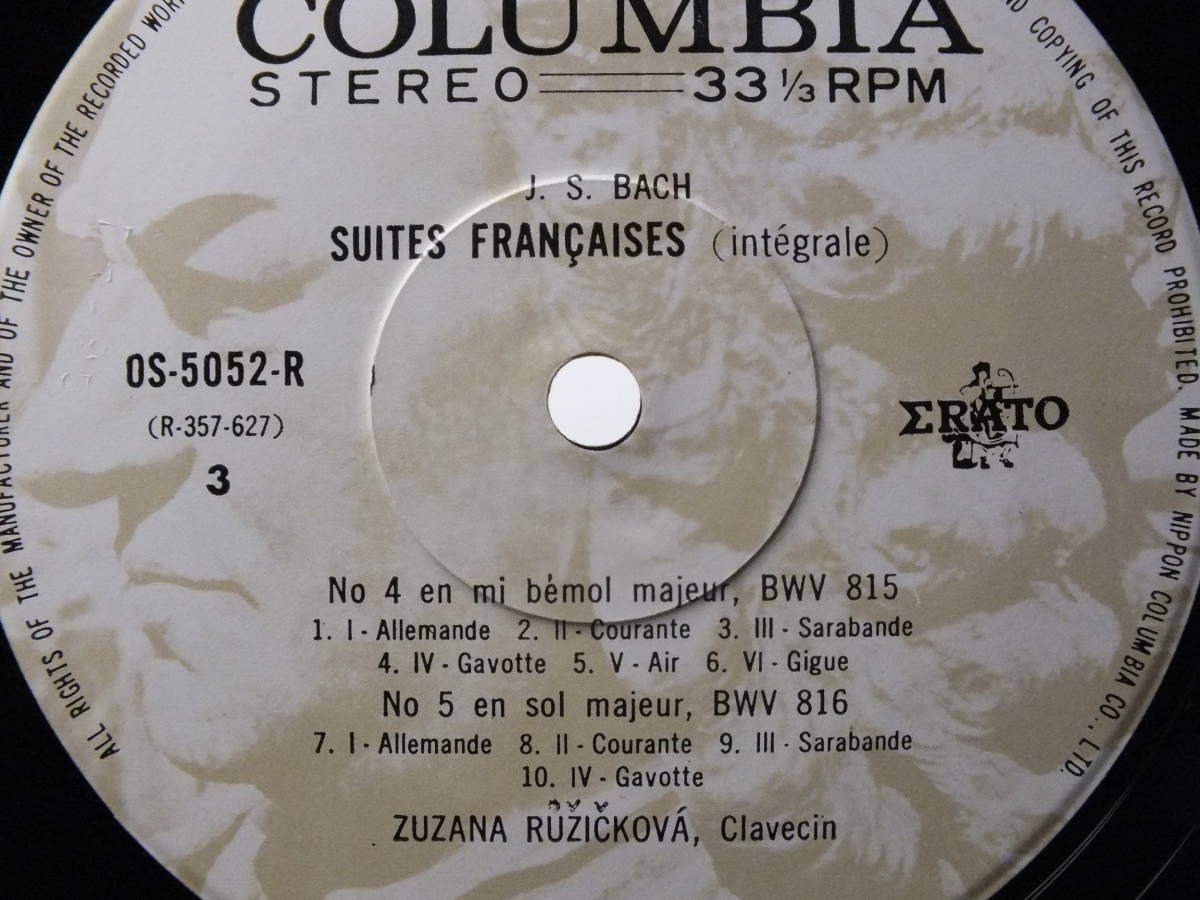 COLUMBIA
STEREO 33 1/3 RPM
J. S. BACH
SUITES FRANÇAISES (intégrale)
OS-5052-R
(R-357-627)
3
ΣRATO
No 4 en mi bémol majeur, BWV 815
1. I - Allemande 2. II - Courante 3. III - Sarabande
4. IV - Gavotte 5. V - Air 6. VI - Gigue
No 5 en sol majeur, BWV 816
7. I - Allemande 8. II - Courante 9. III - Sarabande
10. IV - Gavotte
ZUZANA RŮŽIČKOVÁ, Clavecin
ALL RIGHTS OF THE MANUFACTURER AND OF THE OWNER OF THE RECORDED WORK
COPYING OF THIS RECORD PROHIBITED. MADE BY NIPPON COLUMBIA CO., LTD.